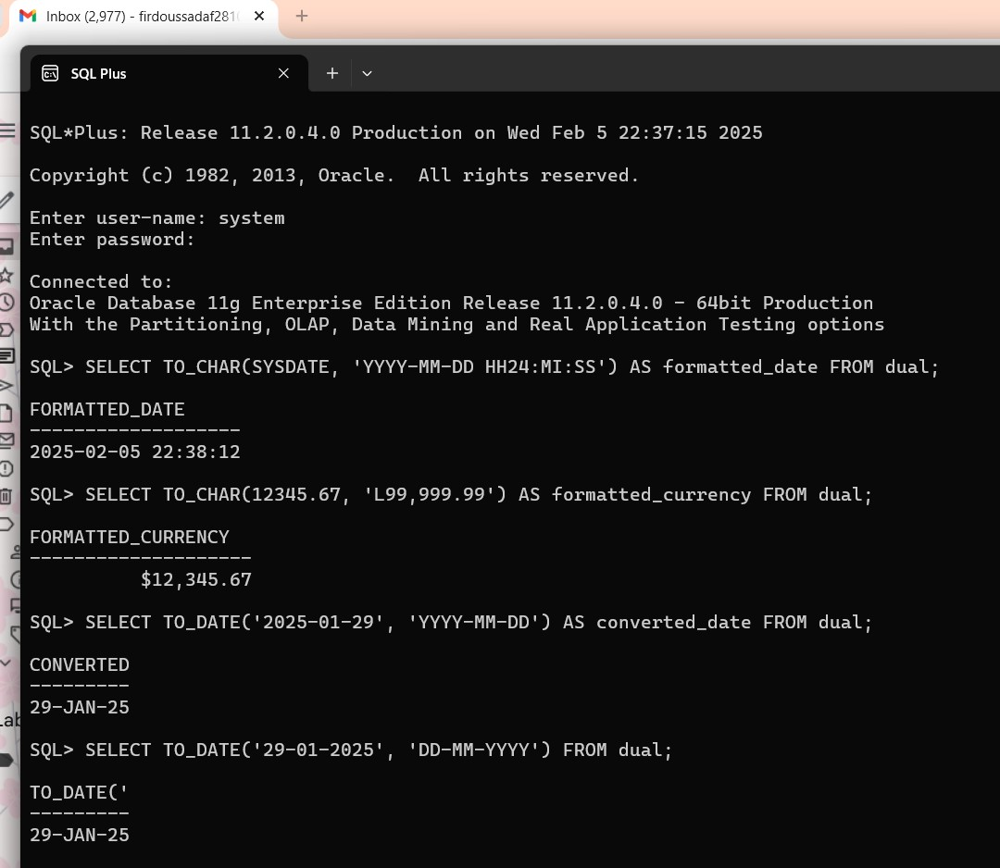 Inbox (2,977) - firdoussadaf281
SQL Plus
SQL*Plus: Release 11.2.0.4.0 Production on Wed Feb 5 22:37:15 2025
Copyright (c) 1982, 2013, Oracle.  All rights reserved.
Enter user-name: system
Enter password:
Connected to:
Oracle Database 11g Enterprise Edition Release 11.2.0.4.0 - 64bit Production
With the Partitioning, OLAP, Data Mining and Real Application Testing options
SQL> SELECT TO_CHAR(SYSDATE, 'YYYY-MM-DD HH24:MI:SS') AS formatted_date FROM dual;
FORMATTED_DATE
-------------------
2025-02-05 22:38:12
SQL> SELECT TO_CHAR(12345.67, 'L99,999.99') AS formatted_currency FROM dual;
FORMATTED_CURRENCY
--------------------
$12,345.67
SQL> SELECT TO_DATE('2025-01-29', 'YYYY-MM-DD') AS converted_date FROM dual;
CONVERTED
---------
29-JAN-25
SQL> SELECT TO_DATE('29-01-2025', 'DD-MM-YYYY') FROM dual;
TO_DATE('
---------
29-JAN-25